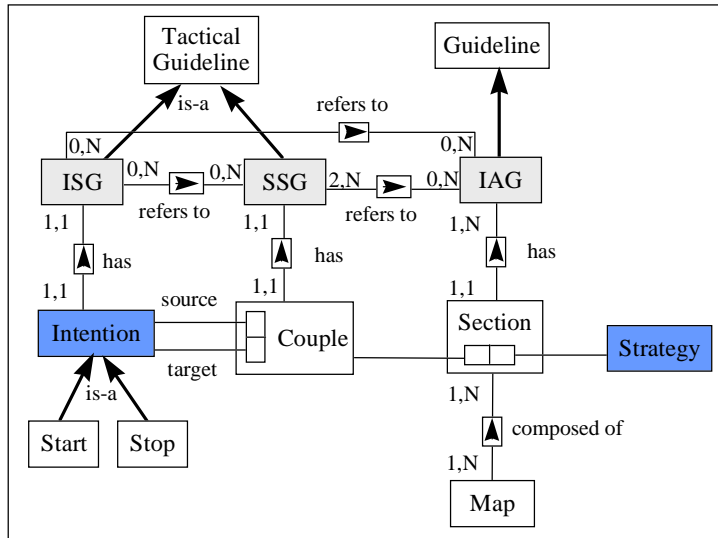 Tactical
Guideline
Guideline
is-a
refers to
0,N
0,N
ISG
0,N
0,N
SSG
2,N
0,N
IAG
refers to
refers to
1,1
1,1
1,N
has
has
has
1,1
1,1
1,1
source
Intention
Couple
Section
Strategy
target
is-a
1,N
Start
Stop
composed of
1,N
Map